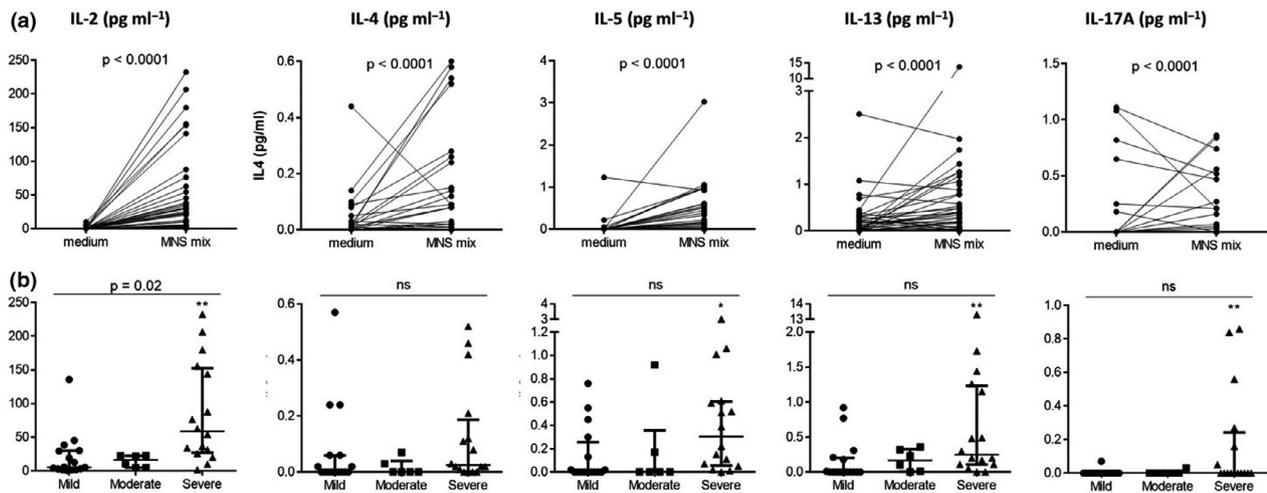 (a) IL-2 (pg ml⁻¹) IL-4 (pg ml⁻¹) IL-5 (pg ml⁻¹) IL-13 (pg ml⁻¹) IL-17A (pg ml⁻¹)
250
200
150
100
50
0
p < 0.0001
medium MNS mix
IL4 (pg/ml)
0.6
0.4
0.2
0.0
p < 0.0001
medium MNS mix
4
3
2
1
0
p < 0.0001
medium MNS mix
15
10
3
2
1
0
p < 0.0001
medium MNS mix
1.5
1.0
0.5
0.0
p < 0.0001
medium MNS mix
(b)
p = 0.02
**
250
200
150
100
50
0
Mild Moderate Severe
ns
0.6
0.4
0.2
0.0
Mild Moderate Severe
ns
*
4
3
1.2
1.0
0.8
0.6
0.4
0.2
0.0
Mild Moderate Severe
ns
**
14
13
2.0
1.5
1.0
0.5
0.0
Mild Moderate Severe
ns
**
1.0
0.8
0.6
0.4
0.2
0.0
Mild Moderate Severe